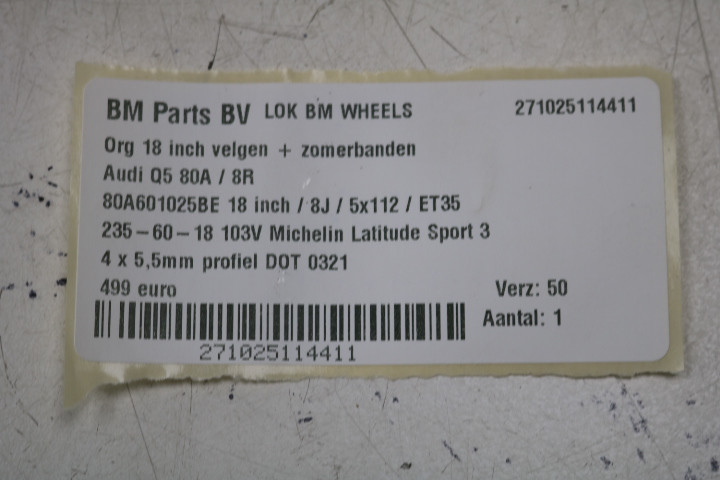 BM Parts BV LOK BM WHEELS 271025114411
Org 18 inch velgen + zomerbanden
Audi Q5 80A / 8R
80A601025BE 18 inch / 8J / 5x112 / ET35
235-60-18 103V Michelin Latitude Sport 3
4 x 5,5mm profiel DOT 0321
499 euro Verz: 50
Aantal: 1
271025114411